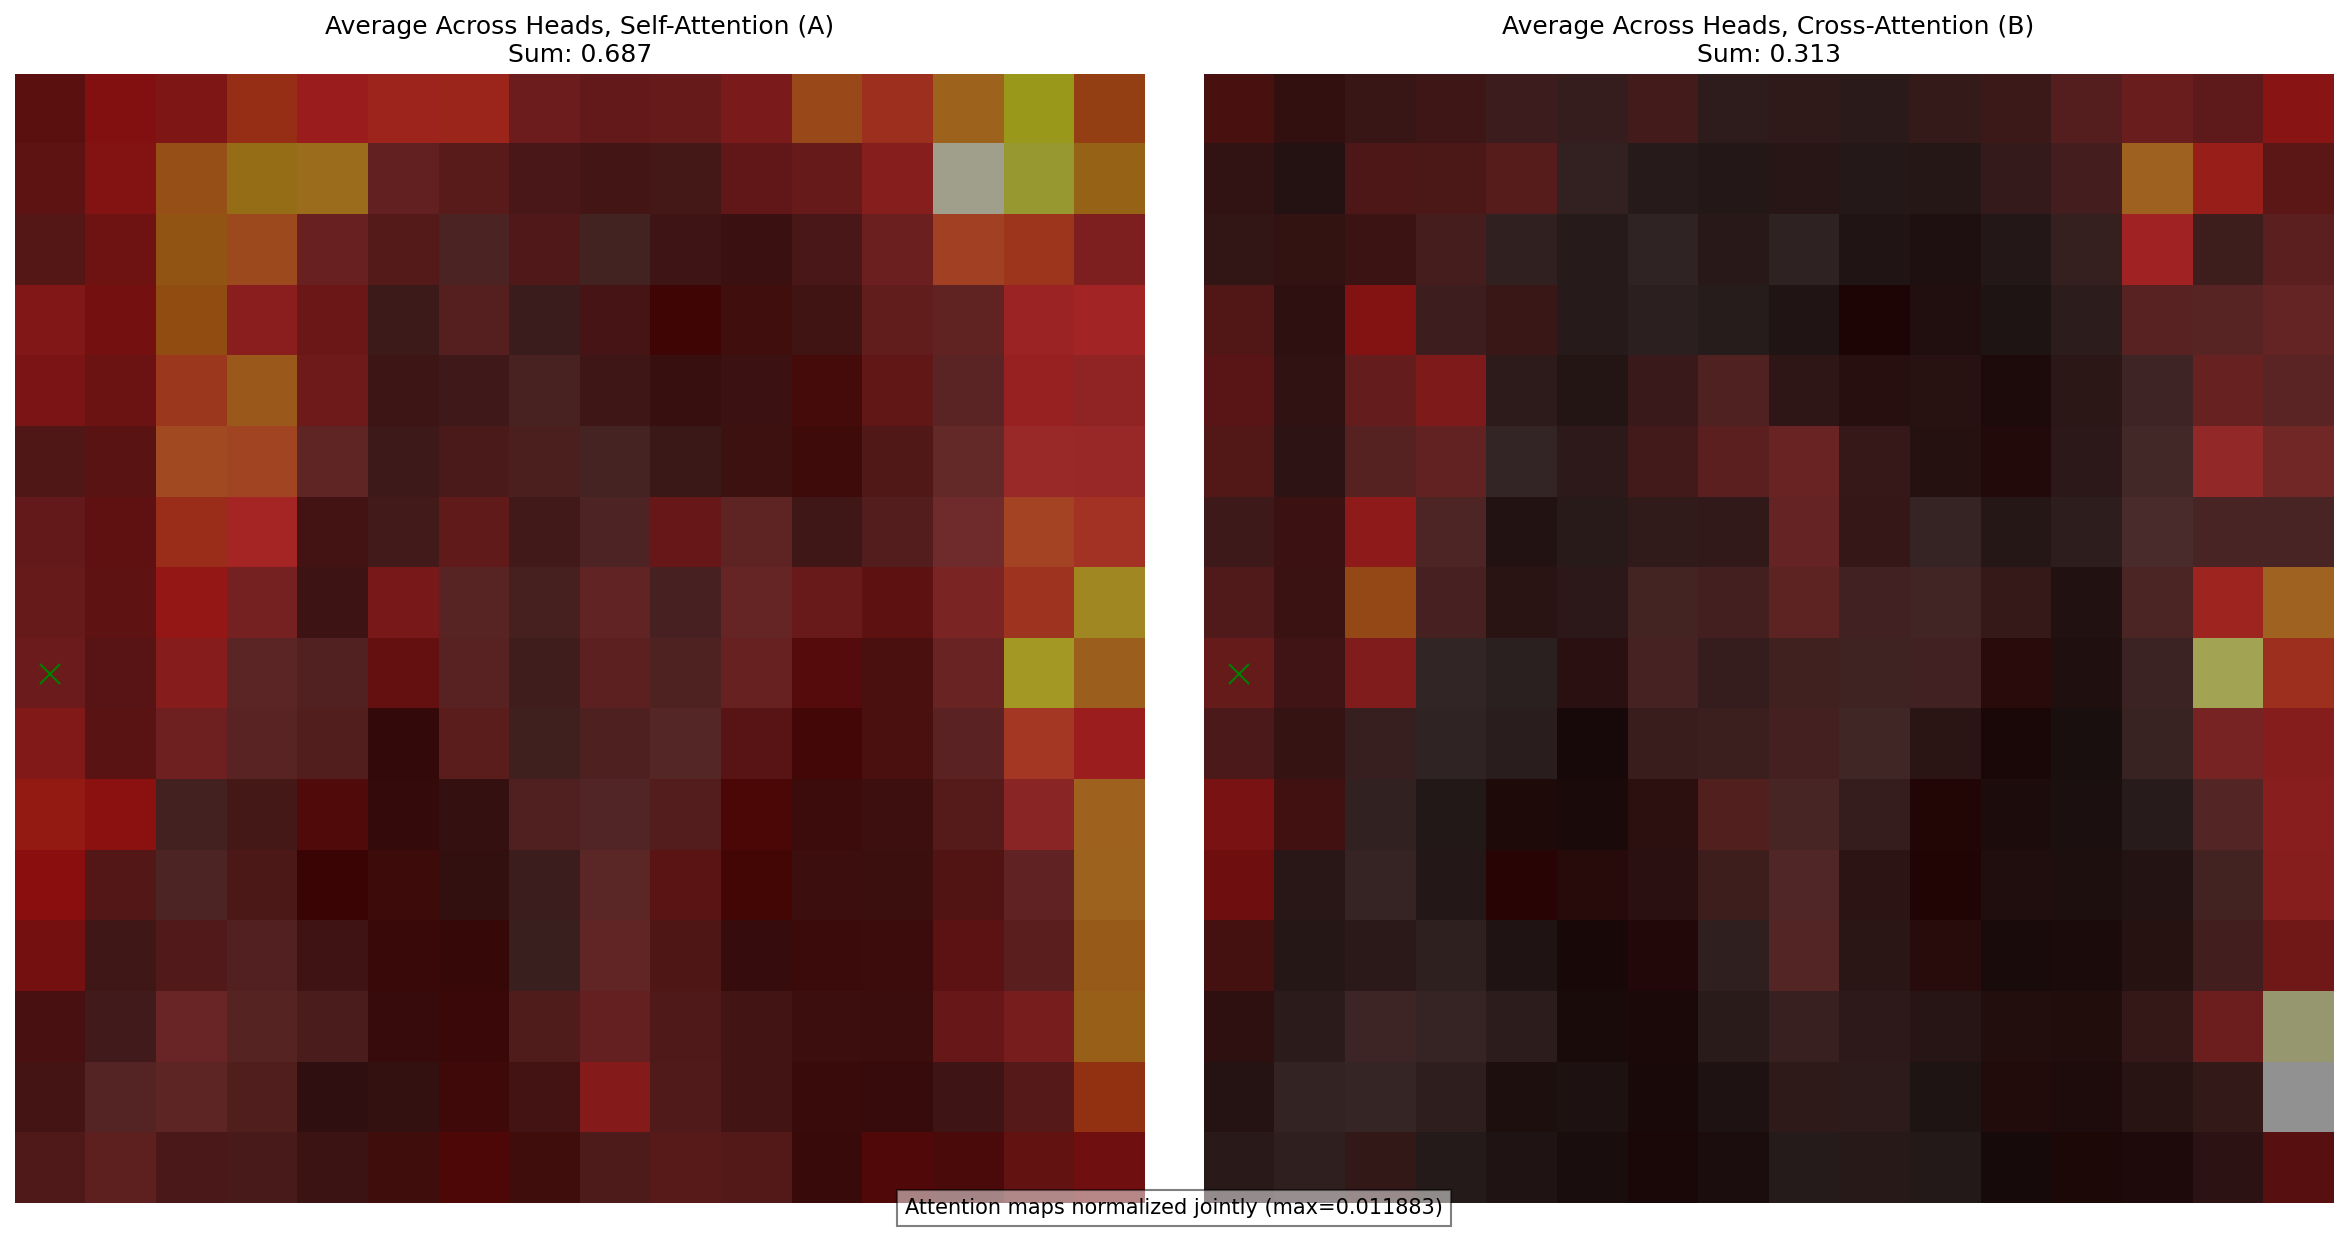 Average Across Heads, Self-Attention (A)
Sum: 0.687
Average Across Heads, Cross-Attention (B)
Sum: 0.313
Attention maps normalized jointly (max=0.011883)